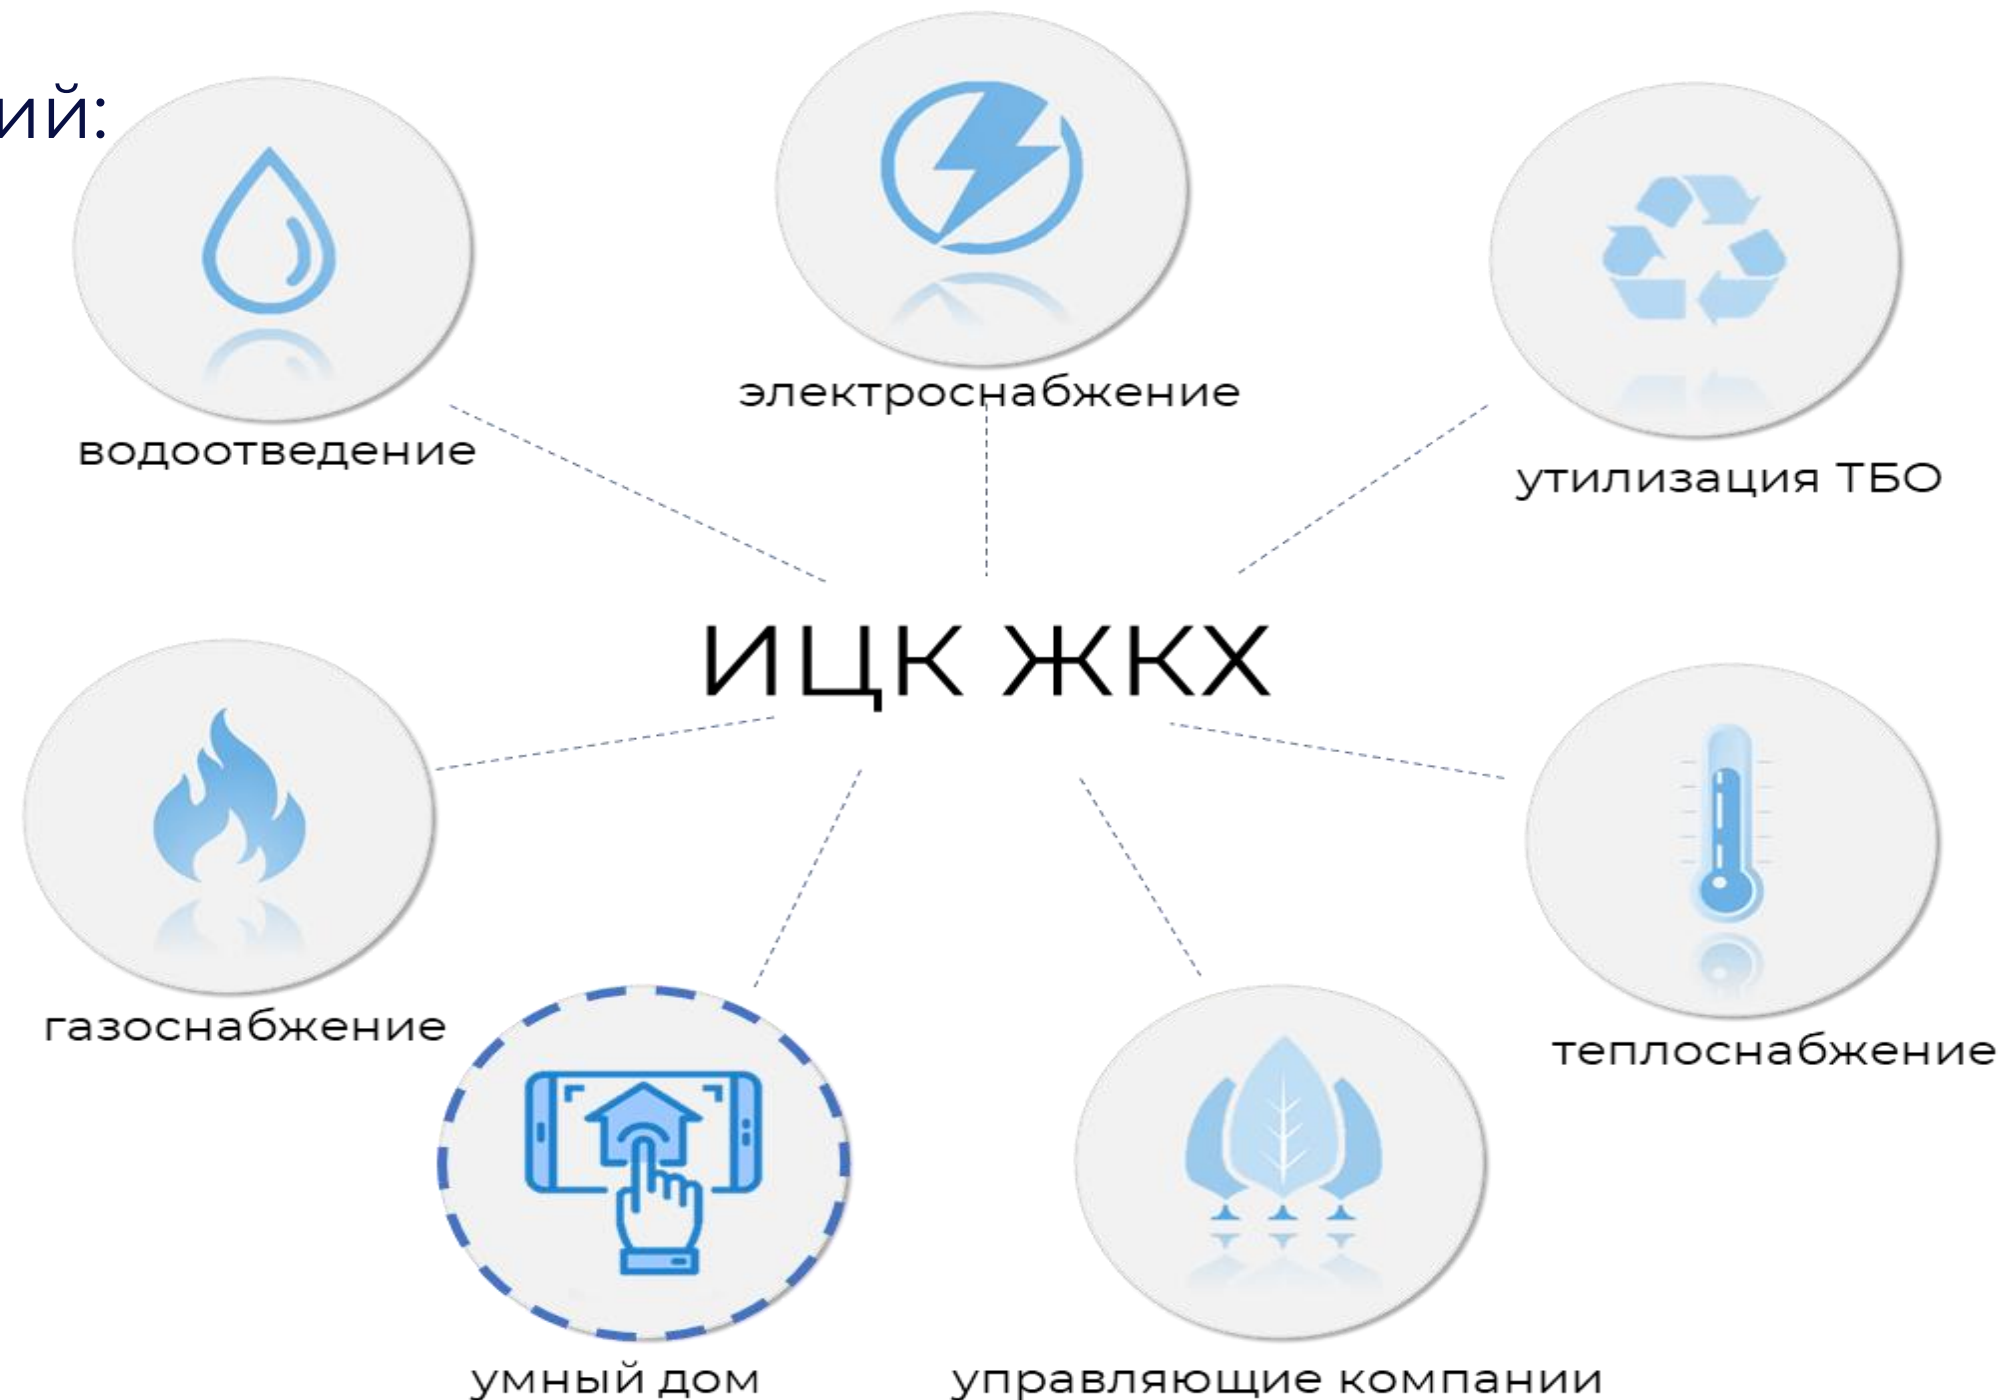 ий:
электроснабжение
водоотведение
утилизация ТБО
ИЦК ЖКХ
газоснабжение
теплоснабжение
умный дом
управляющие компании